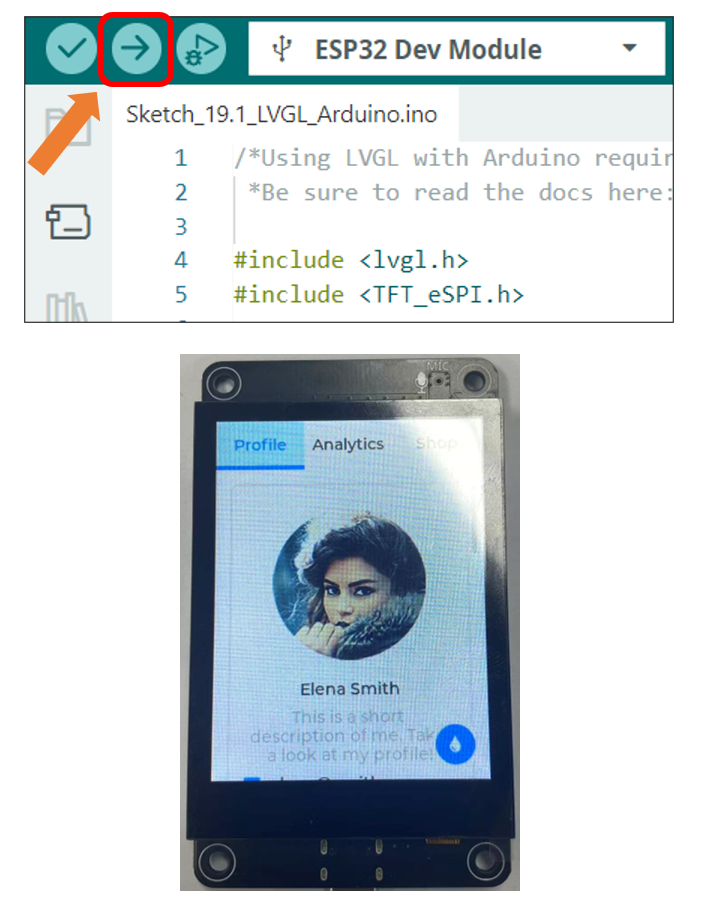 ESP32 Dev Module
Sketch_19.1_LVGL_Arduino.ino
1 /*Using LVGL with Arduino requir
2 *Be sure to read the docs here:
3
4 #include <lvgl.h>
5 #include <TFT_eSPI.h>
MIC
Profile Analytics Shop
Elena Smith
This is a short
description of me. Tak
a look at my profile!